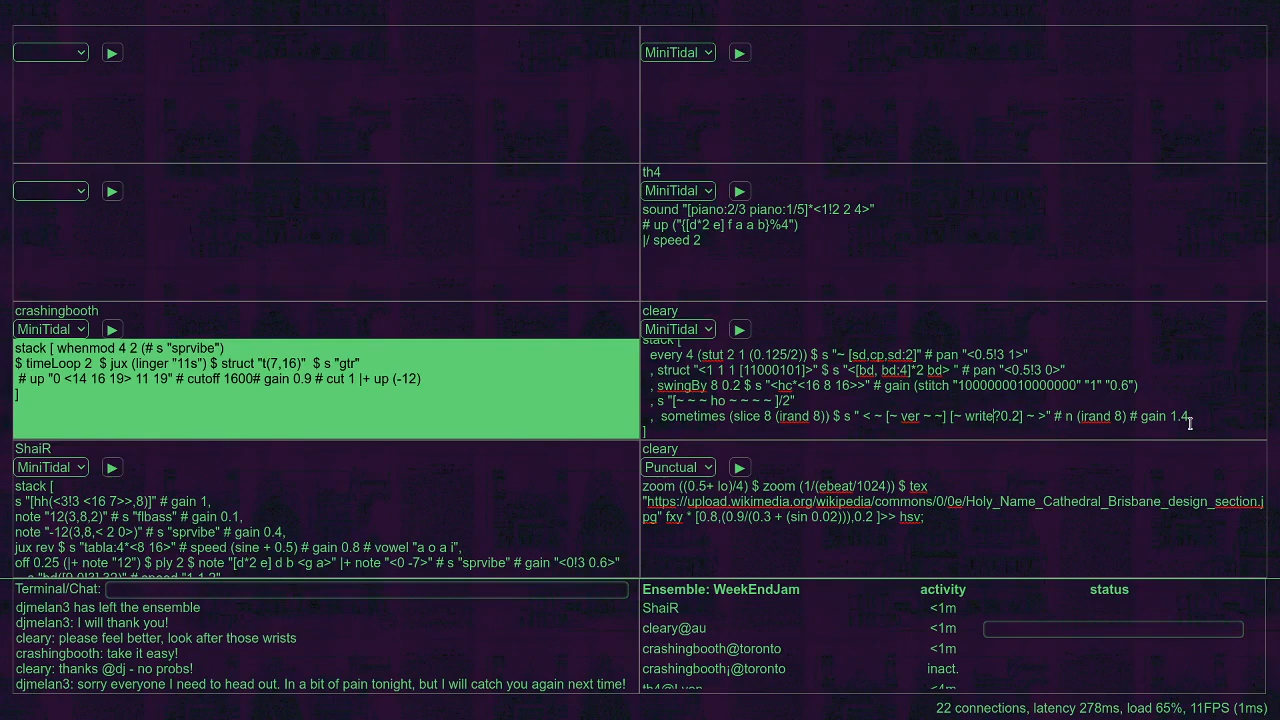 MiniTidal
th4
MiniTidal
sound "[piano:2/3 piano:1/5]*<1!2 2 4>"
# up ("{[d*2 e] f a a b}%4")
|/ speed 2
crashingbooth
MiniTidal
stack [ whenmod 4 2 (# s "sprvibe")
$ timeLoop 2  $ jux (linger "11s") $ struct "t(7,16)"  $ s "gtr"
# up "0 <14 16 19> 11 19" # cutoff 1600# gain 0.9 # cut 1 |+ up (-12)
]
cleary
MiniTidal
stack [
every 4 (stut 2 1 (0.125/2)) $ s "~ [sd,cp,sd:2]" # pan "<0.5!3 1>"
, struct "<1 1 1 [11000101]>" $ s "<[bd, bd:4]*2 bd> " # pan "<0.5!3 0>"
, swingBy 8 0.2 $ s "<hc*<16 8 16>>" # gain (stitch "1000000010000000" "1" "0.6")
, s "[~ ~ ~ ho ~ ~ ~ ~ ]/2"
,  sometimes (slice 8 (irand 8)) $ s " < ~ [~ ver ~ ~] [~ write?0.2] ~ >" # n (irand 8) # gain 1.4
]
ShaiR
MiniTidal
stack [
s "[hh(<3!3 <16 7>>,8)]" # gain 1,
note "12(3,8,2)" # s "flbass" # gain 0.1,
note "-12(3,8,< 2 0>)" # s "sprvibe" # gain 0.4,
jux rev $ s "tabla:4*<8 16>" # speed (sine + 0.5) # gain 0.8 # vowel "a o a i",
off 0.25 (|+ note "12") $ ply 2 $ note "[d*2 e] d b <g a>" |+ note "<0 -7>" # s "sprvibe" # gain "<0!3 0.6>"
cleary
Punctual
zoom ((0.5+ lo)/4) $ zoom (1/(ebeat/1024)) $ tex
"https://upload.wikimedia.org/wikipedia/commons/0/0e/Holy_Name_Cathedral_Brisbane_design_section.j
pg" fxy * [0.8,(0.9/(0.3 + (sin 0.02))),0.2 ]>> hsv;
Terminal/Chat:
djmelan3 has left the ensemble
djmelan3: I will thank you!
cleary: please feel better, look after those wrists
crashingbooth: take it easy!
cleary: thanks @dj - no probs!
djmelan3: sorry everyone I need to head out. In a bit of pain tonight, but I will catch you again next time!
Ensemble: WeekEndJam activity status
ShaiR <1m
cleary@au <1m
crashingbooth@toronto <1m
crashingbooth¡@toronto inact.
22 connections, latency 278ms, load 65%, 11FPS (1ms)